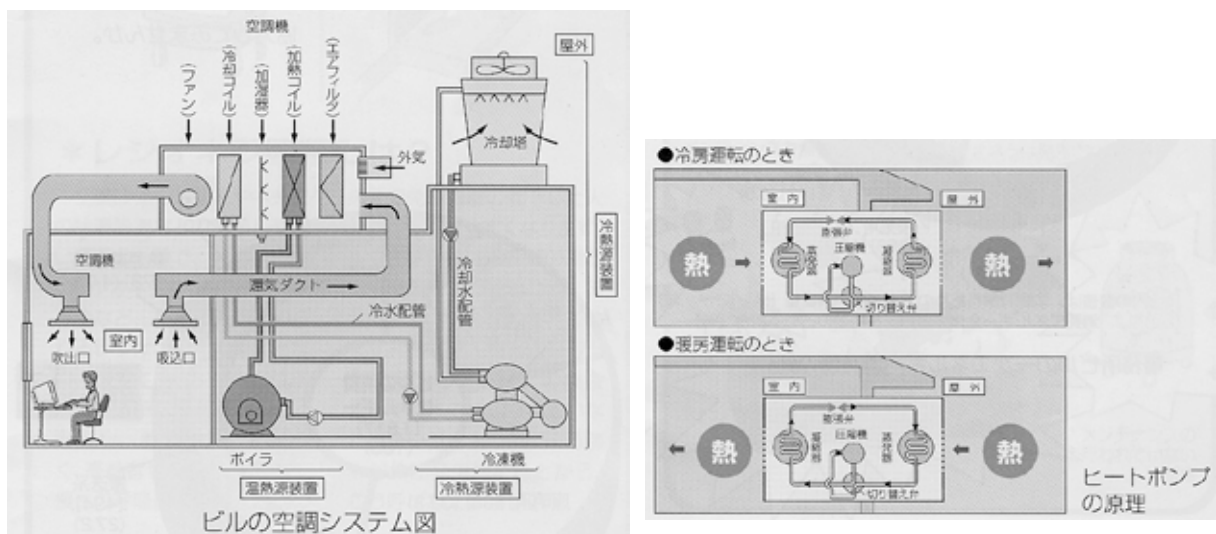 空調機
(ファン)
(冷却コイル)
(加湿器)
(加熱コイル)
(エアフィルタ)
屋外
冷却塔
外気
空調機
還気ダクト
冷水配管
冷却水配管
室内
吹出口
吸込口
ボイラ
冷凍機
温熱源装置
冷熱源装置
ビルの空調システム図
●冷房運転のとき
室内
屋外
膨張弁
圧縮機
蒸発器
凝縮器
熱
熱
切り替え弁
●暖房運転のとき
室内
屋外
膨張弁
圧縮機
凝縮器
蒸発器
熱
熱
切り替え弁
ヒートポンプ
の原理